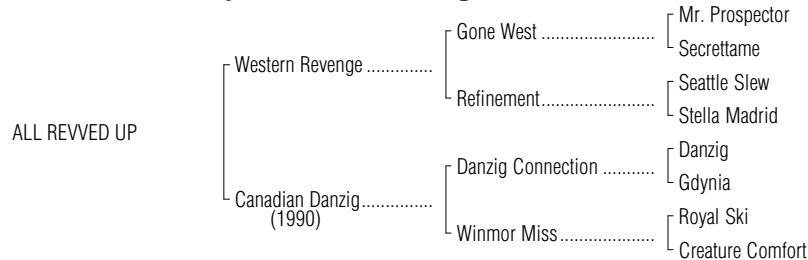 Mr. Prospector
Gone West ....................
Secrettame
Western Revenge ..............
Seattle Slew
Refinement.....................
Stella Madrid
ALL REVVED UP
Danzig
Danzig Connection ...........
Gdynia
Canadian Danzig...............
(1990)
Royal Ski
Winmor Miss...................
Creature Comfort